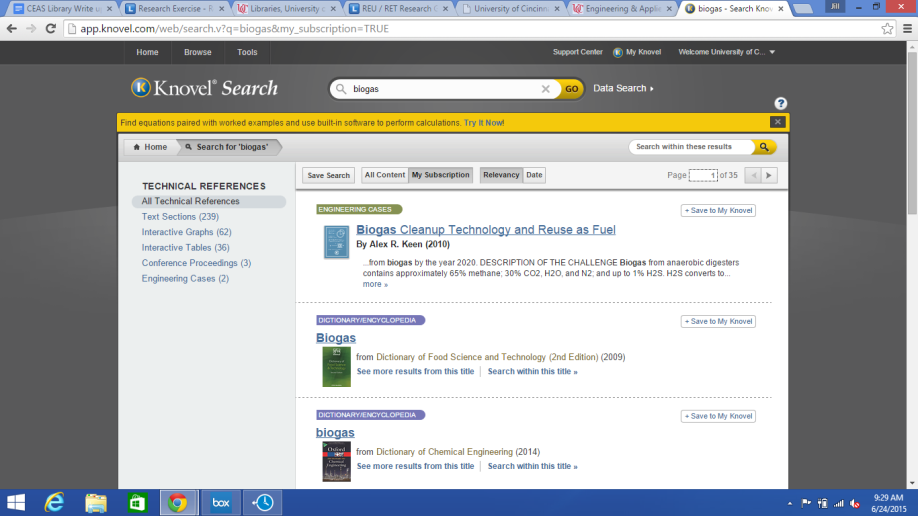 CEAS Library Write up
Research Exercise - R
Libraries, University o
REU / RET Research G
University of Cincinn
Engineering & Applie
biogas - Search Know
Jill
app.knovel.com/web/search.v?q=biogas&my_subscription=TRUE
Home Browse Tools Support Center My Knovel Welcome University of C...
Knovel® Search
biogas
GO
Data Search
?
Find equations paired with worked examples and use built-in software to perform calculations. Try It Now!
Home Search for 'biogas' Search within these results
TECHNICAL REFERENCES
All Technical References
Text Sections (239)
Interactive Graphs (62)
Interactive Tables (36)
Conference Proceedings (3)
Engineering Cases (2)
Save Search All Content My Subscription Relevancy Date Page 1 of 35
ENGINEERING CASES
+ Save to My Knovel
Biogas Cleanup Technology and Reuse as Fuel
By Alex R. Keen (2010)
...from biogas by the year 2020. DESCRIPTION OF THE CHALLENGE Biogas from anaerobic digesters
contains approximately 65% methane; 30% CO2, H2O, and N2; and up to 1% H2S. H2S converts to...
more »
DICTIONARY/ENCYCLOPEDIA
+ Save to My Knovel
Biogas
from Dictionary of Food Science and Technology (2nd Edition) (2009)
See more results from this title Search within this title »
DICTIONARY/ENCYCLOPEDIA
+ Save to My Knovel
biogas
from Dictionary of Chemical Engineering (2014)
See more results from this title Search within this title »
Oxford
box
9:29 AM
6/24/2015